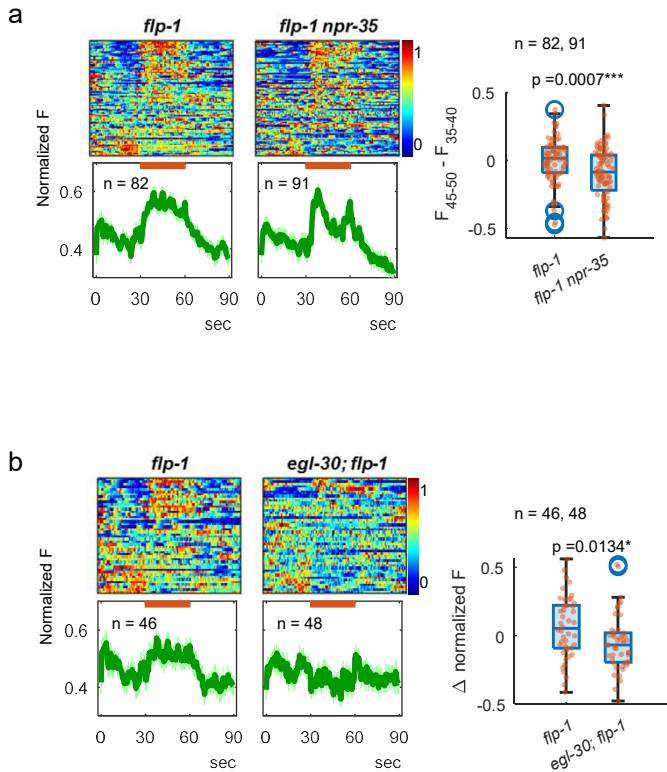 a
flp-1
flp-1 npr-35
n = 82, 91
p =0.0007***
Normalized F
1
0
n = 82
n = 91
0.6
0.4
0 30 60 90
sec
0 30 60 90
sec
F45-50 - F35-40
0.5
0
-0.5
flp-1
flp-1 npr-35
b
flp-1
egl-30; flp-1
n = 46, 48
p =0.0134*
Normalized F
1
0
n = 46
n = 48
0.6
0.4
0 30 60 90
sec
0 30 60 90
sec
Δ normalized F
0.5
0
-0.5
flp-1
egl-30; flp-1